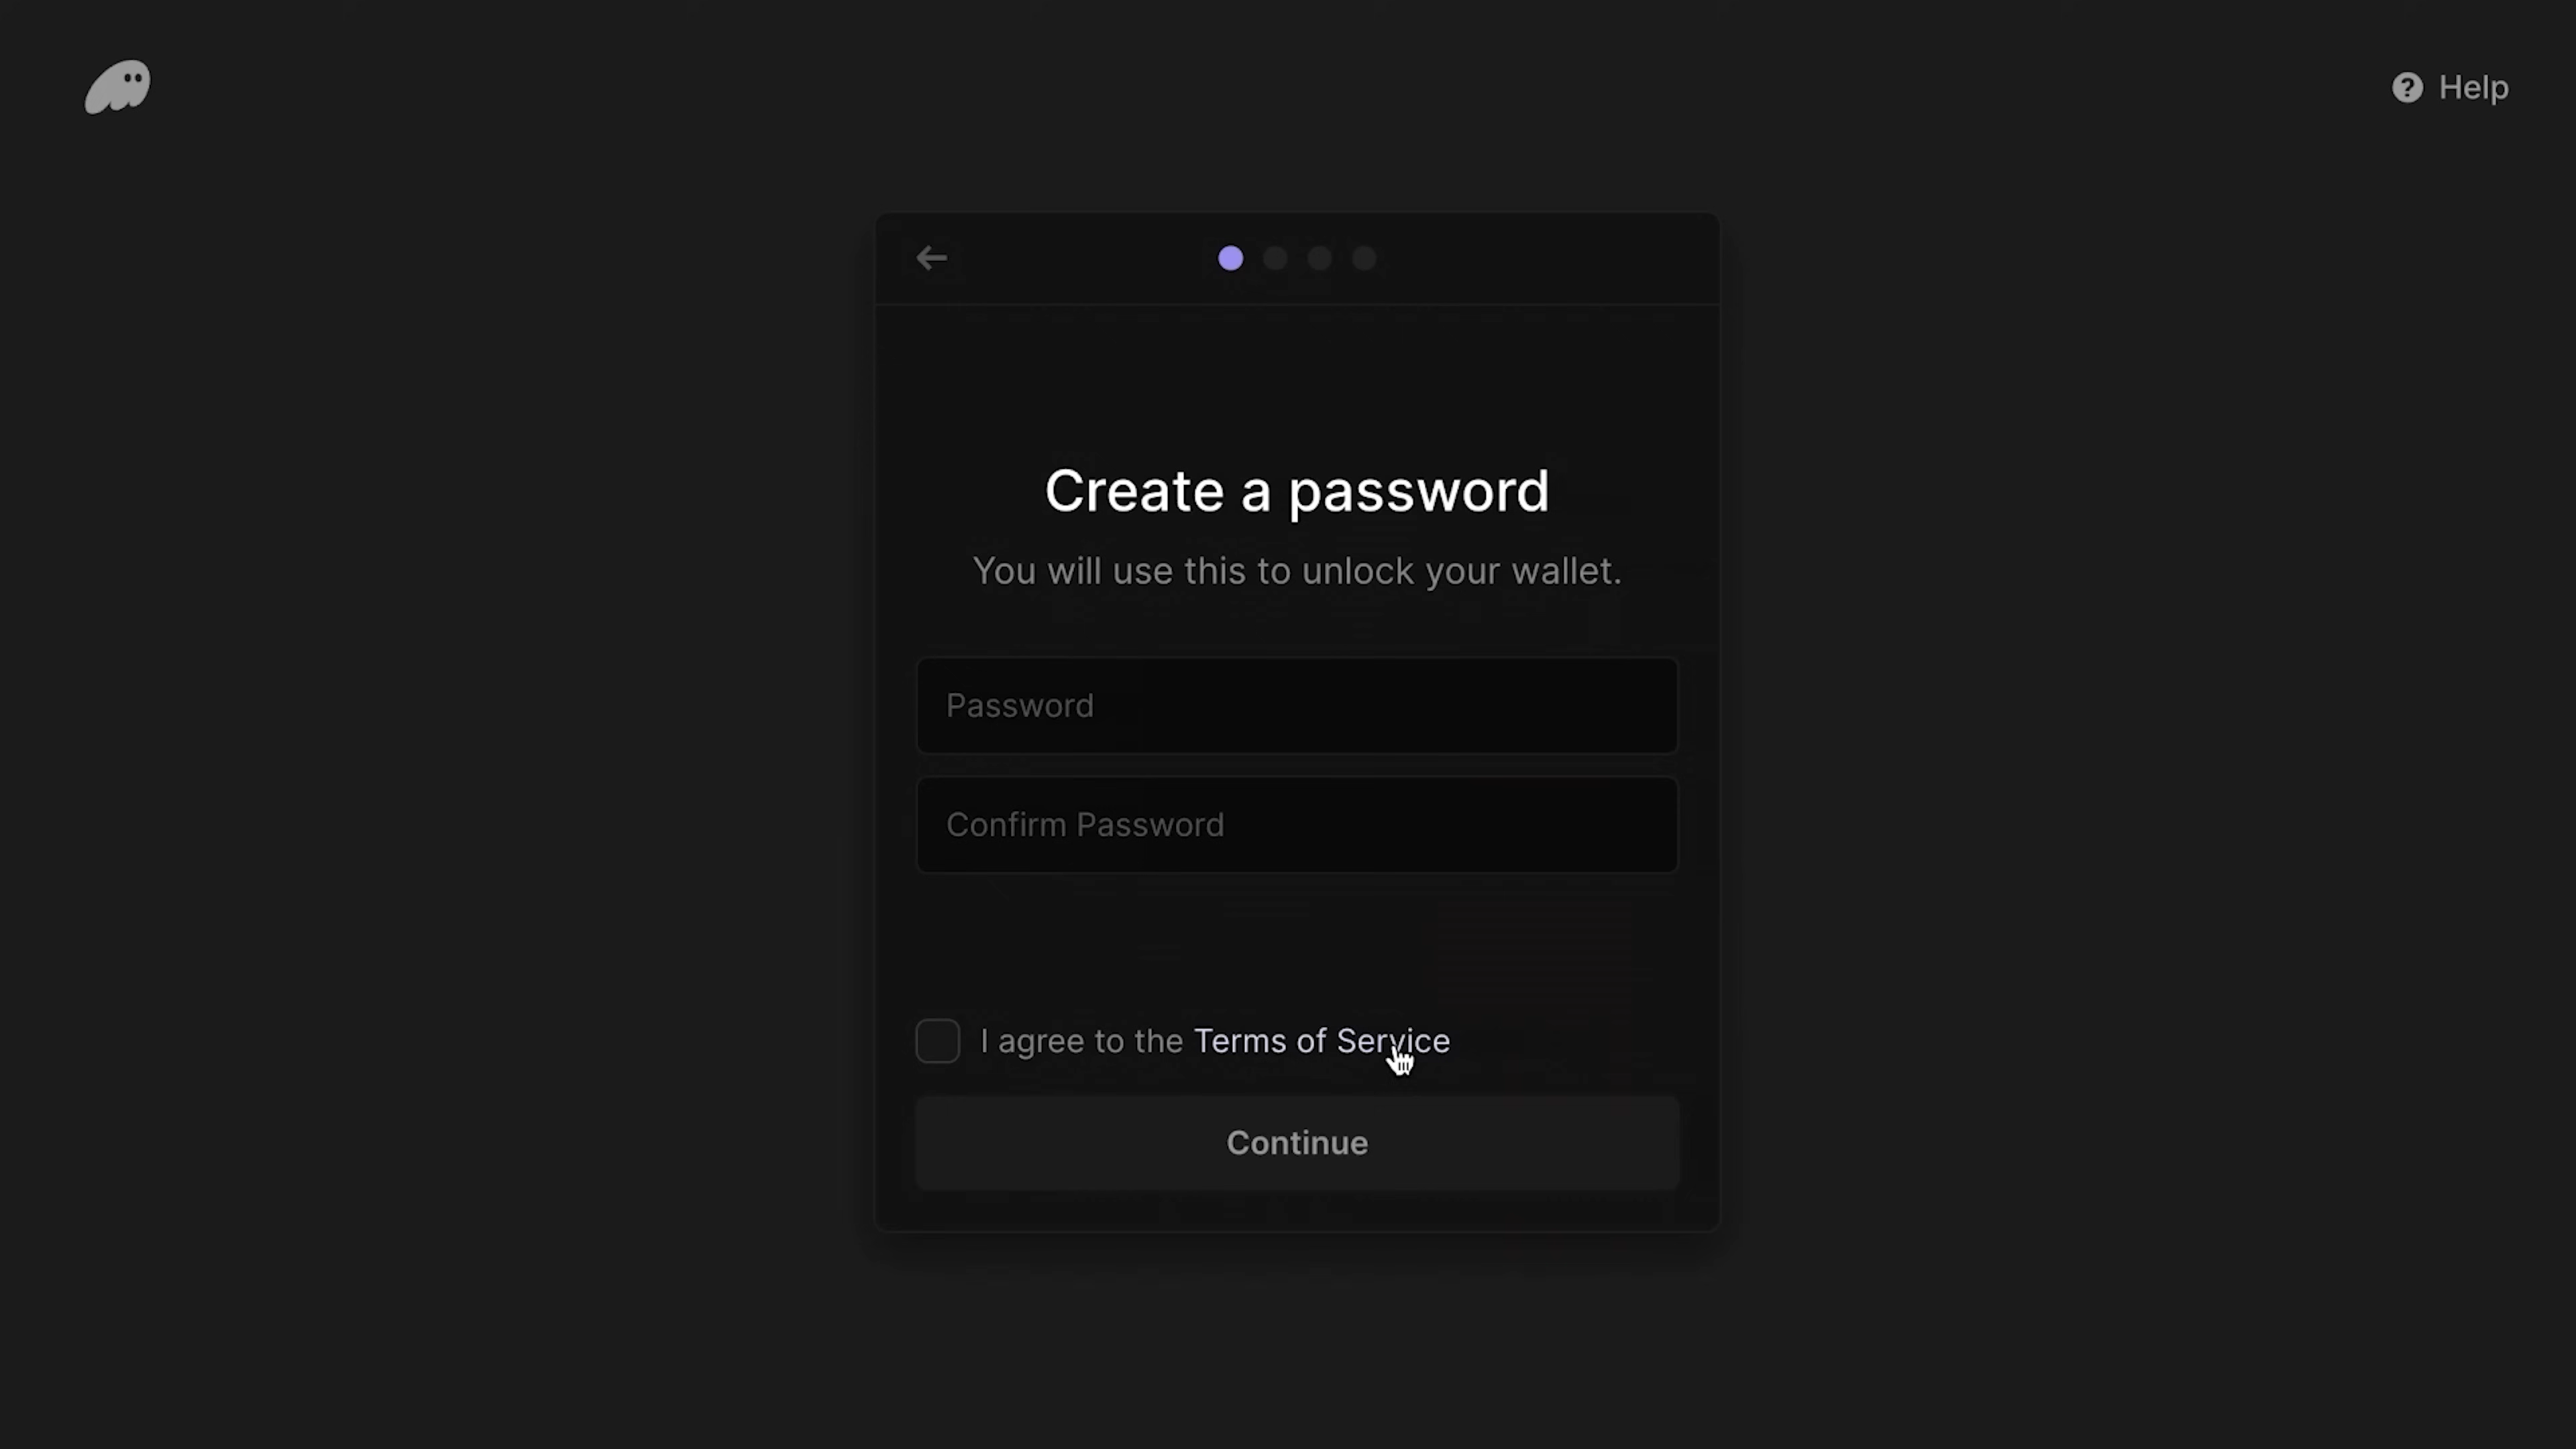 Help
Create a password
You will use this to unlock your wallet.
Password
Confirm Password
I agree to the Terms of Service
Continue